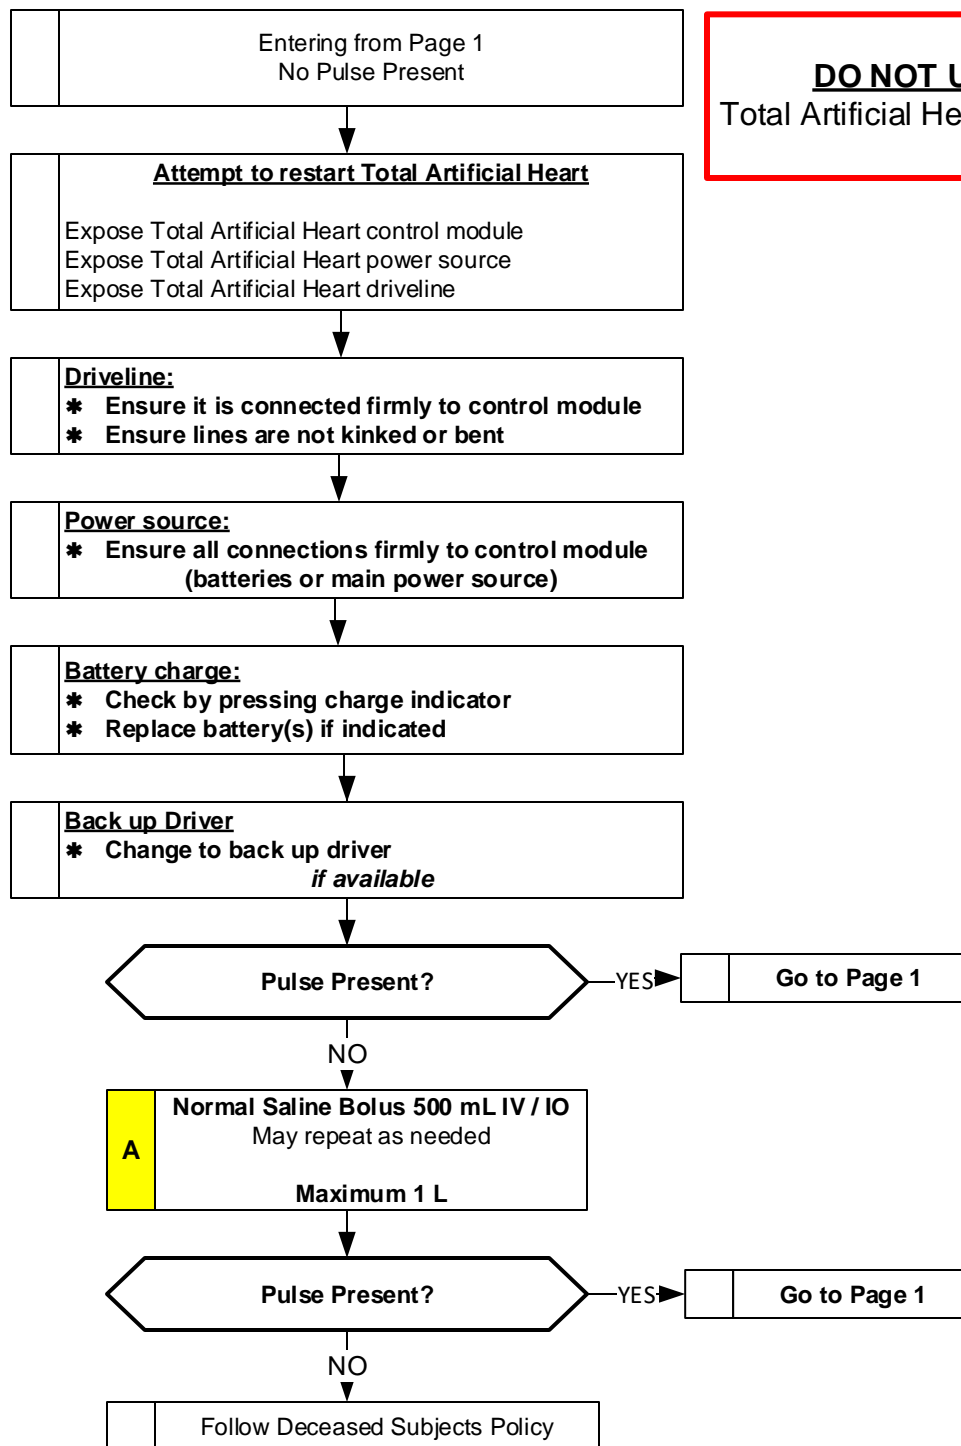 Entering from Page 1
No Pulse Present
DO NOT
Total Artificial
Attempt to restart Total Artificial Heart
Expose Total Artificial Heart control module
Expose Total Artificial Heart power source
Expose Total Artificial Heart driveline
Driveline:
✱ Ensure it is connected firmly to control module
✱ Ensure lines are not kinked or bent
Power source:
✱ Ensure all connections firmly to control module
(batteries or main power source)
Battery charge:
✱ Check by pressing charge indicator
✱ Replace battery(s) if indicated
Back up Driver
✱ Change to back up driver
if available
Pulse Present?
YES
Go to Page 1
NO
A
Normal Saline Bolus 500 mL IV / IO
May repeat as needed
Maximum 1 L
Pulse Present?
YES
Go to Page 1
NO
Follow Deceased Subjects Policy